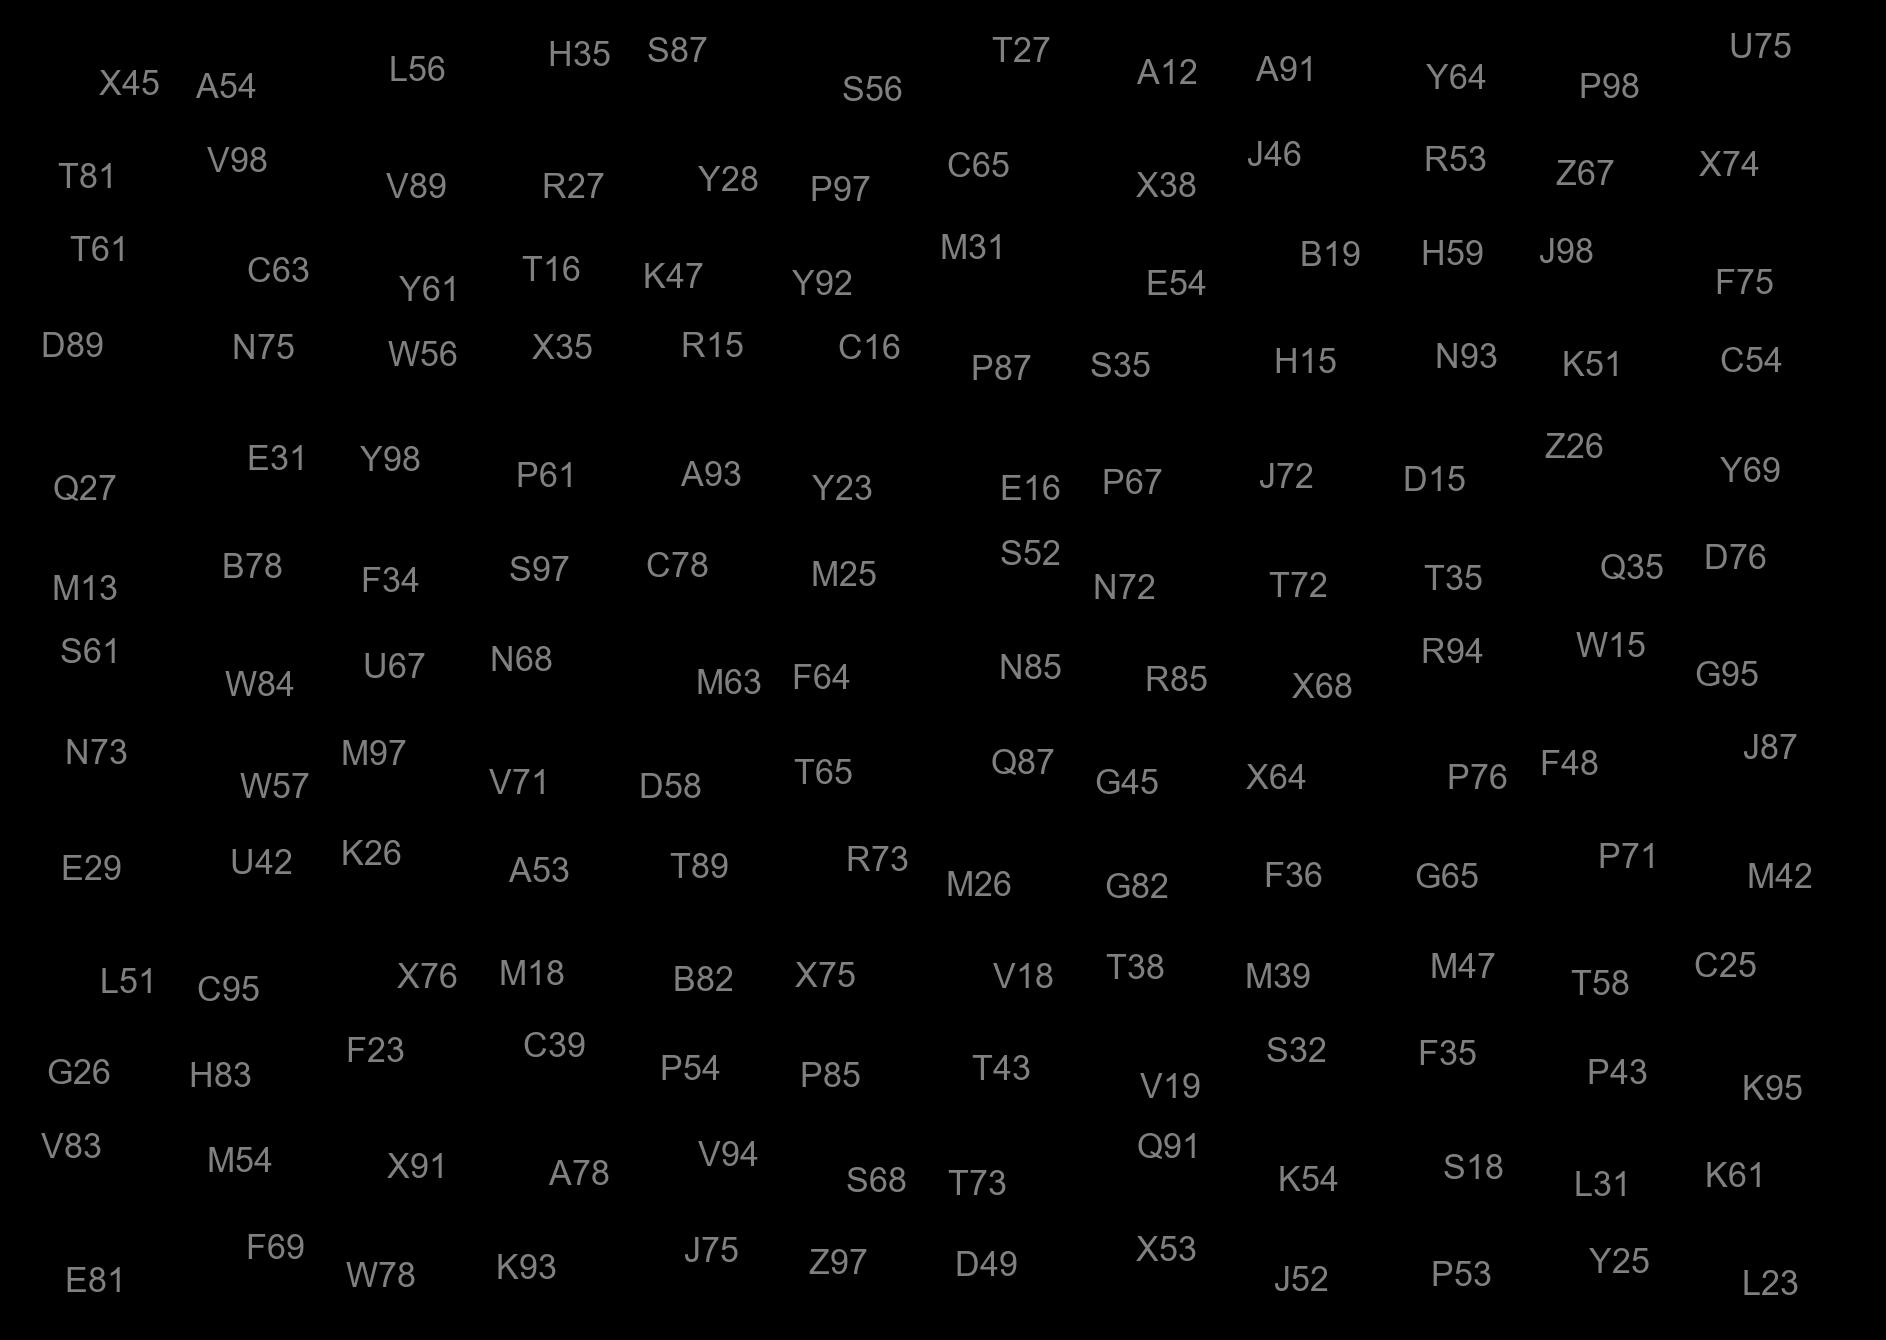 X45 A54 L56 H35 S87 S56 T27 A12 A91 Y64 P98 U75
T81 V98 V89 R27 Y28 P97 C65 X38 J46 R53 Z67 X74
T61 C63 Y61 T16 K47 Y92 M31 E54 B19 H59 J98 F75
D89 N75 W56 X35 R15 C16 P87 S35 H15 N93 K51 C54
Q27 E31 Y98 P61 A93 Y23 E16 P67 J72 D15 Z26 Y69
M13 B78 F34 S97 C78 M25 S52 N72 T72 T35 Q35 D76
S61 W84 U67 N68 M63 F64 N85 R85 X68 R94 W15 G95
N73 W57 M97 V71 D58 T65 Q87 G45 X64 P76 F48 J87
E29 U42 K26 A53 T89 R73 M26 G82 F36 G65 P71 M42
L51 C95 X76 M18 B82 X75 V18 T38 M39 M47 T58 C25
G26 H83 F23 C39 P54 P85 T43 V19 S32 F35 P43 K95
V83 M54 X91 A78 V94 S68 T73 Q91 K54 S18 L31 K61
E81 F69 W78 K93 J75 Z97 D49 X53 J52 P53 Y25 L23